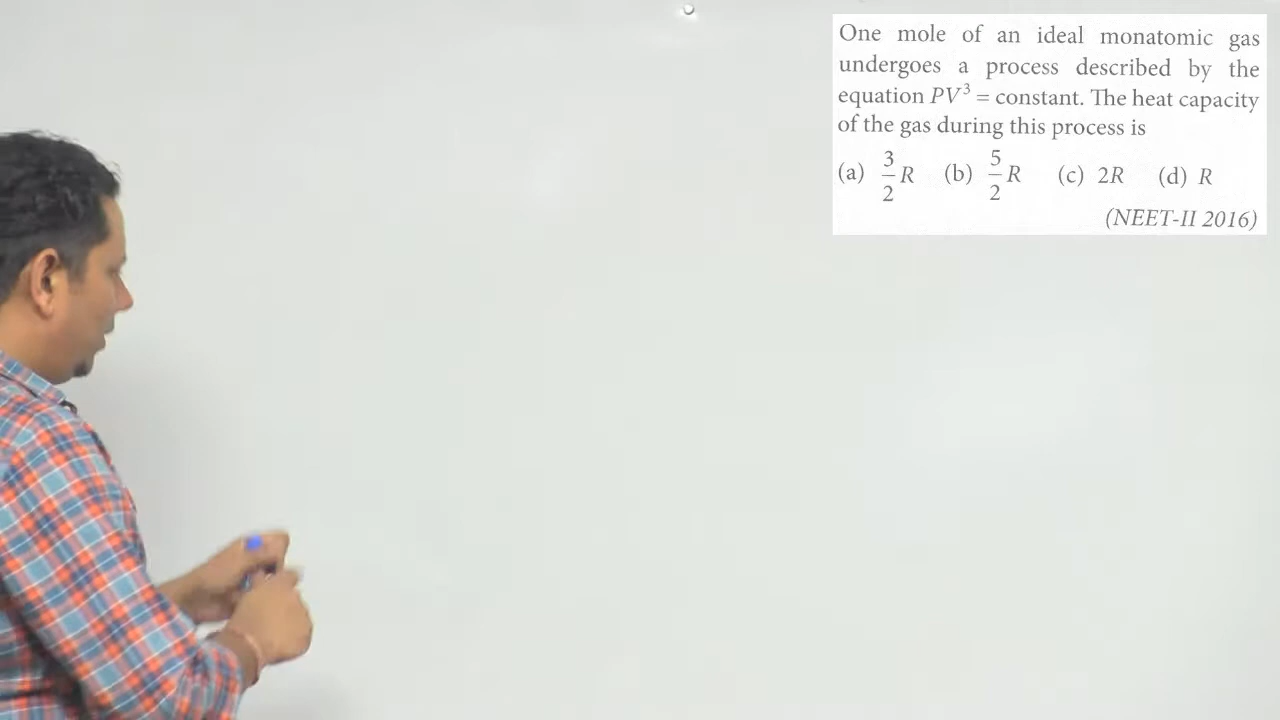 One mole of an ideal monatomic gas
undergoes a process described by the
equation PV³ = constant. The heat capacity
of the gas during this process is
(a) 3/2 R (b) 5/2 R (c) 2R (d) R
(NEET-II 2016)